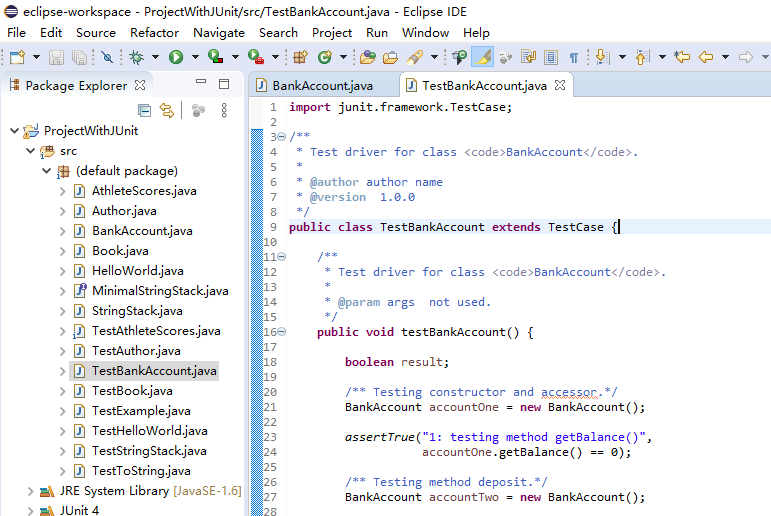 eclipse-workspace - ProjectWithJUnit/src/TestBankAccount.java - Eclipse IDE
File Edit Source Refactor Navigate Search Project Run Window Help
Package Explorer
ProjectWithJUnit
src
(default package)
AthleteScores.java
Author.java
BankAccount.java
Book.java
HelloWorld.java
MinimalStringStack.java
StringStack.java
TestAthleteScores.java
TestAuthor.java
TestBankAccount.java
TestBook.java
TestExample.java
TestHelloWorld.java
TestStringStack.java
TestToString.java
JRE System Library [JavaSE-1.6]
JUnit 4
BankAccount.java TestBankAccount.java
1 import junit.framework.TestCase;
2
3 /**
4  * Test driver for class <code>BankAccount</code>.
5  *
6  * @author author name
7  * @version  1.0.0
8  */
9 public class TestBankAccount extends TestCase {
10
11     /**
12      * Test driver for class <code>BankAccount</code>.
13      *
14      * @param args  not used.
15      */
16     public void testBankAccount() {
17
18         boolean result;
19
20         /** Testing constructor and accessor.*/
21         BankAccount accountOne = new BankAccount();
22
23         assertTrue("1: testing method getBalance()",
24                    accountOne.getBalance() == 0);
25
26         /** Testing method deposit.*/
27         BankAccount accountTwo = new BankAccount();
28